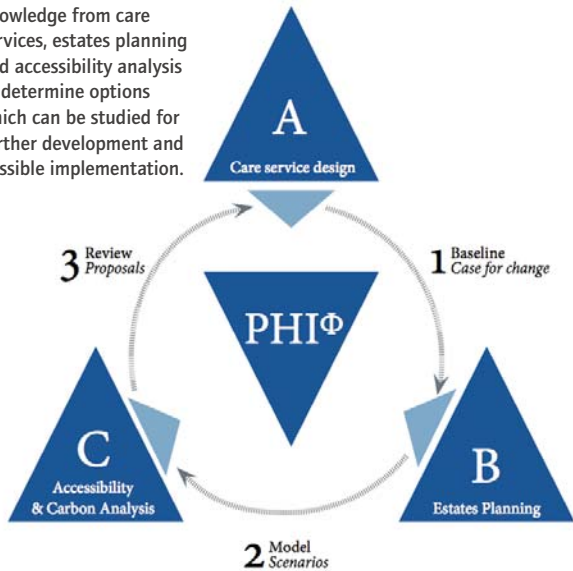 owledge from care
rvices, estates planning
d accessibility analysis
determine options
ich can be studied for
rther development and
ssible implementation.
A
Care service design
3 Review
Proposals
1 Baseline
Case for change
PHIΦ
C
Accessibility
& Carbon Analysis
B
Estates Planning
2 Model
Scenarios